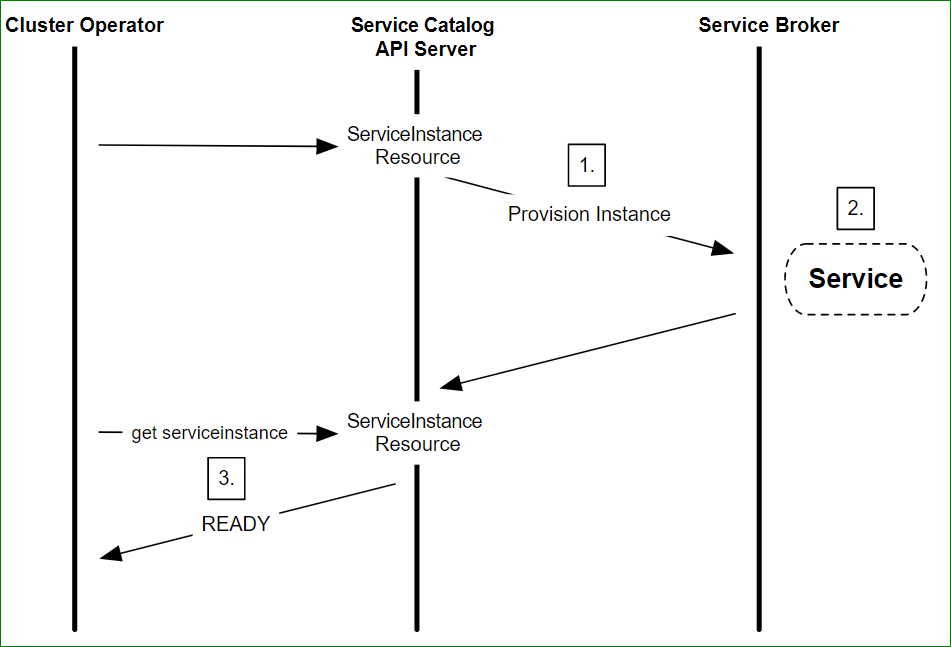 Cluster Operator
Service Catalog
API Server
Service Broker
ServiceInstance
Resource
1.
Provision Instance
2.
Service
get serviceinstance
ServiceInstance
Resource
3.
READY